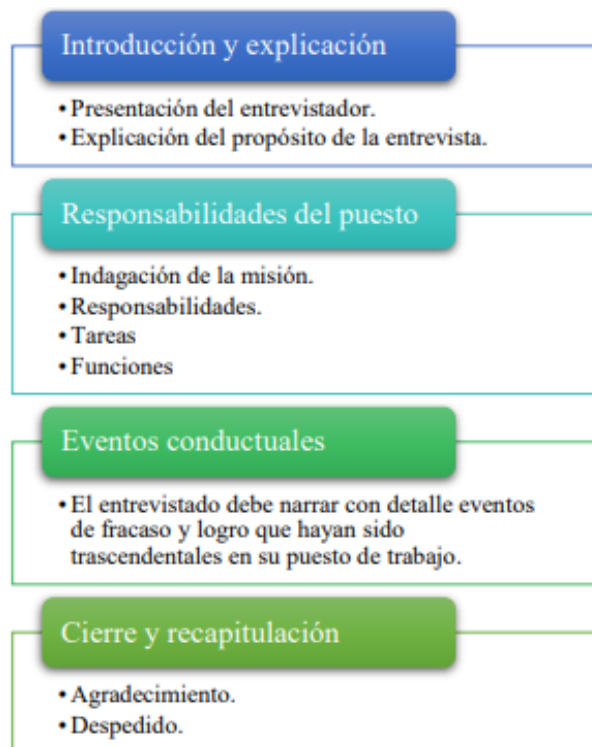 Introducción y explicación
• Presentación del entrevistador.
• Explicación del propósito de la entrevista.
Responsabilidades del puesto
• Indagación de la misión.
• Responsabilidades.
• Tareas
• Funciones
Eventos conductuales
• El entrevistado debe narrar con detalle eventos
de fracaso y logro que hayan sido
trascendentales en su puesto de trabajo.
Cierre y recapitulación
• Agradecimiento.
• Despedido.